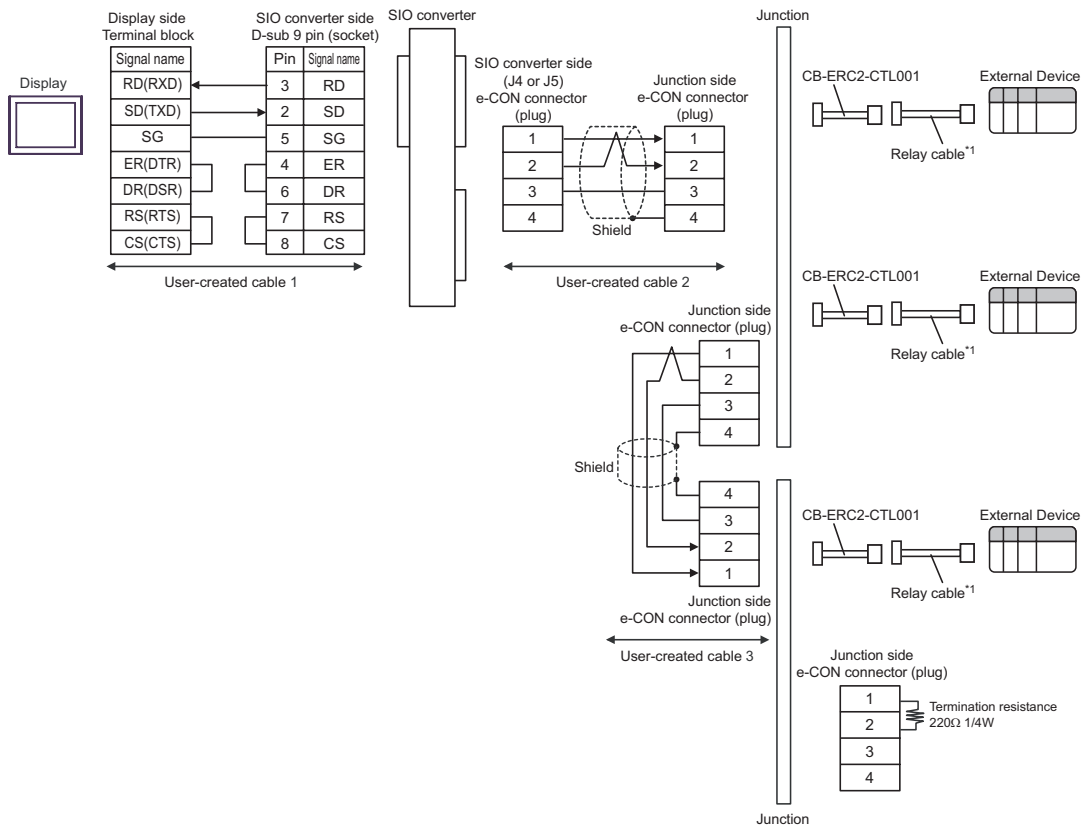 Display
Display side
Terminal block
Signal name
RD(RXD)
SD(TXD)
SG
ER(DTR)
DR(DSR)
RS(RTS)
CS(CTS)
SIO converter side
D-sub 9 pin (socket)
Pin Signal name
3 RD
2 SD
5 SG
4 ER
6 DR
7 RS
8 CS
User-created cable 1
SIO converter
SIO converter side
(J4 or J5)
e-CON connector
(plug)
1
2
3
4
Shield
Junction side
e-CON connector
(plug)
1
2
3
4
User-created cable 2
Junction
CB-ERC2-CTL001
Relay cable*1
External Device
CB-ERC2-CTL001
Relay cable*1
External Device
Junction side
e-CON connector (plug)
1
2
3
4
Shield
4
3
2
1
Junction side
e-CON connector (plug)
User-created cable 3
CB-ERC2-CTL001
Relay cable*1
External Device
Junction side
e-CON connector (plug)
1
2
3
4
Termination resistance
220Ω 1/4W
Junction